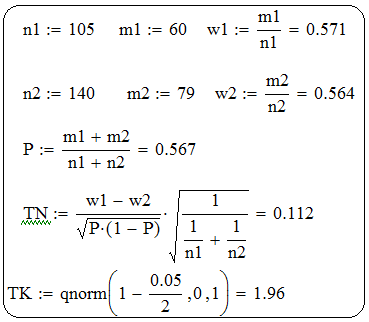 n1 := 105 m1 := 60 w1 := m1/n1 = 0.571
n2 := 140 m2 := 79 w2 := m2/n2 = 0.564
P := (m1 + m2)/(n1 + n2) = 0.567
TN := (w1 − w2)/√(P·(1 − P)) · √(1/(1/n1 + 1/n2)) = 0.112
TK := qnorm(1 − 0.05/2 , 0 , 1) = 1.96